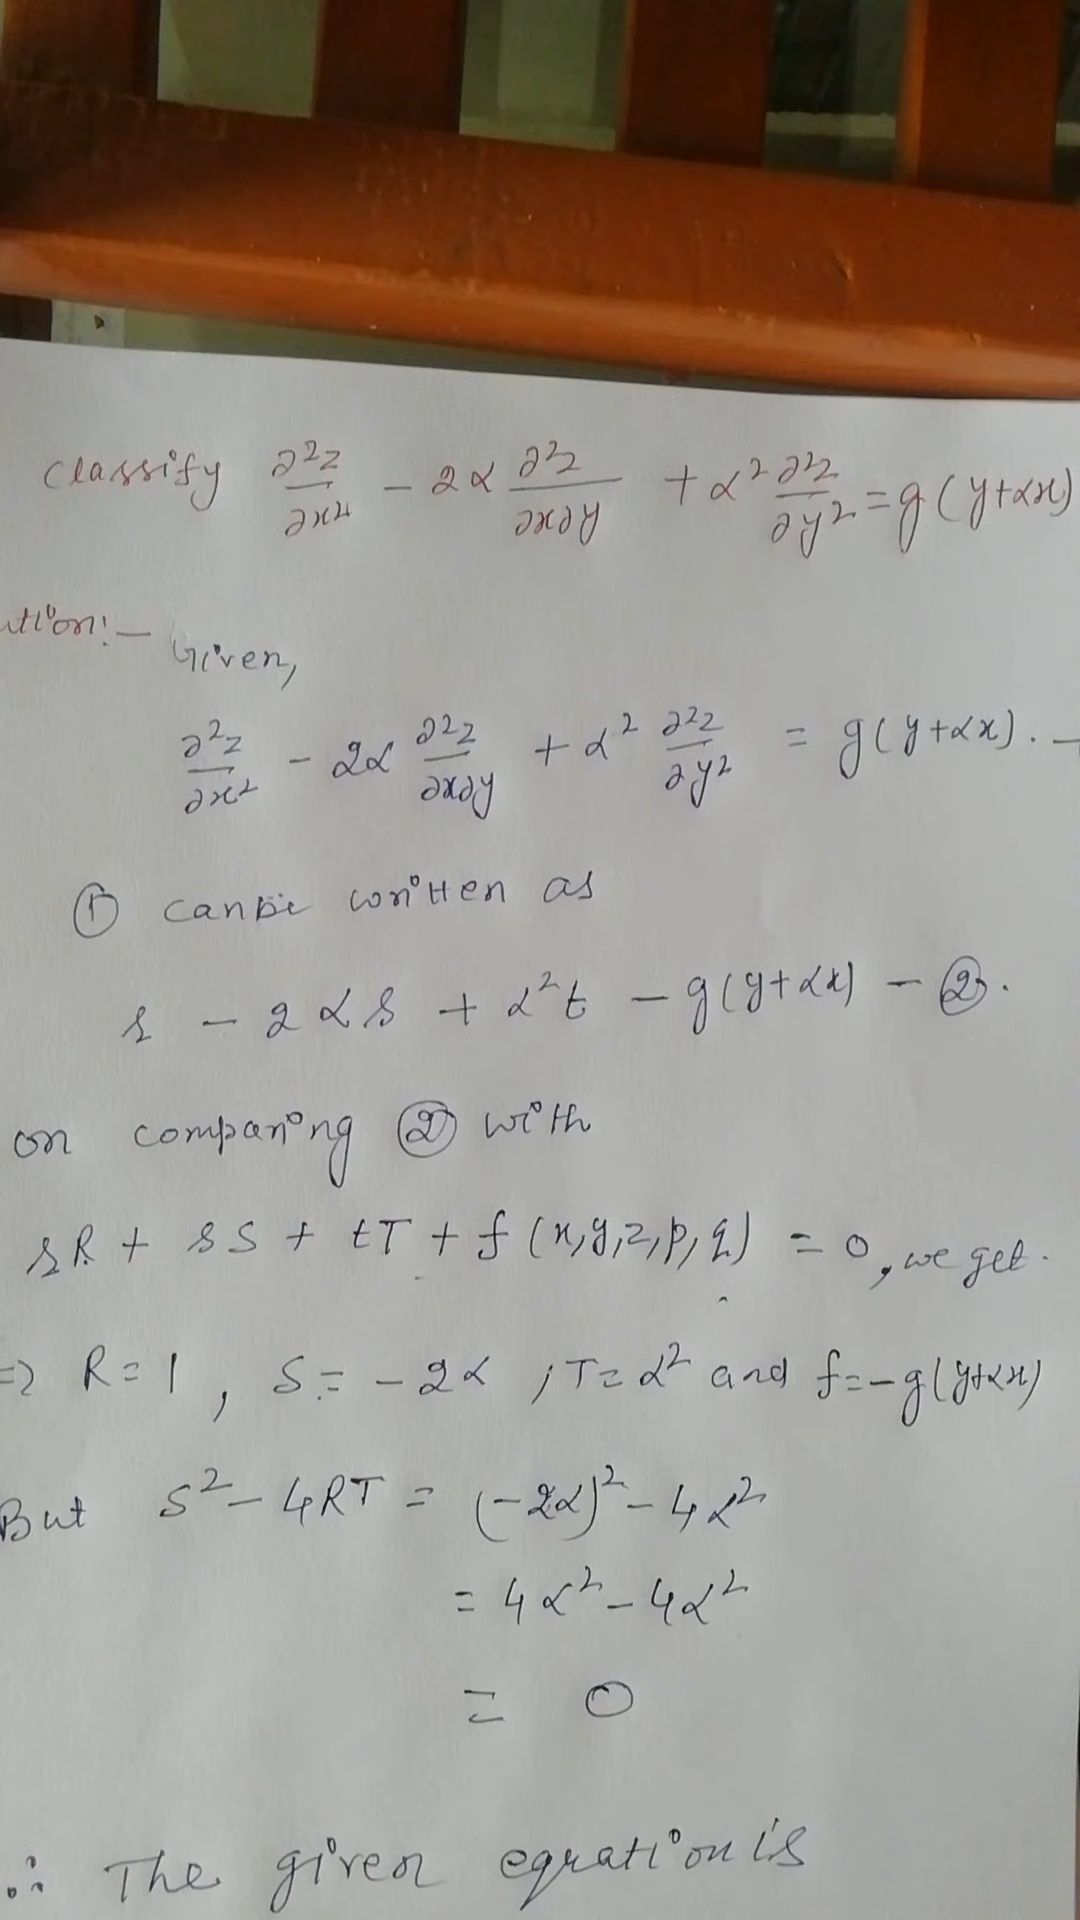 classify ∂²z/∂x² - 2α ∂²z/∂x∂y + α² ∂²z/∂y² = g(y+αx)
ution:-
Given,
∂²z/∂x² - 2α ∂²z/∂x∂y + α² ∂²z/∂y² = g(y+αx). -
① can be written as
r - 2αs + α²t - g(y+αx) - ②.
on comparing ② with
rR + sS + tT + f(x,y,z,p,q) = 0, we get.
=> R=1, S= -2α ; T=α² and f=-g(y+αx)
But S² - 4RT = (-2α)² - 4α²
= 4α² - 4α²
= 0
∴ The given equation is